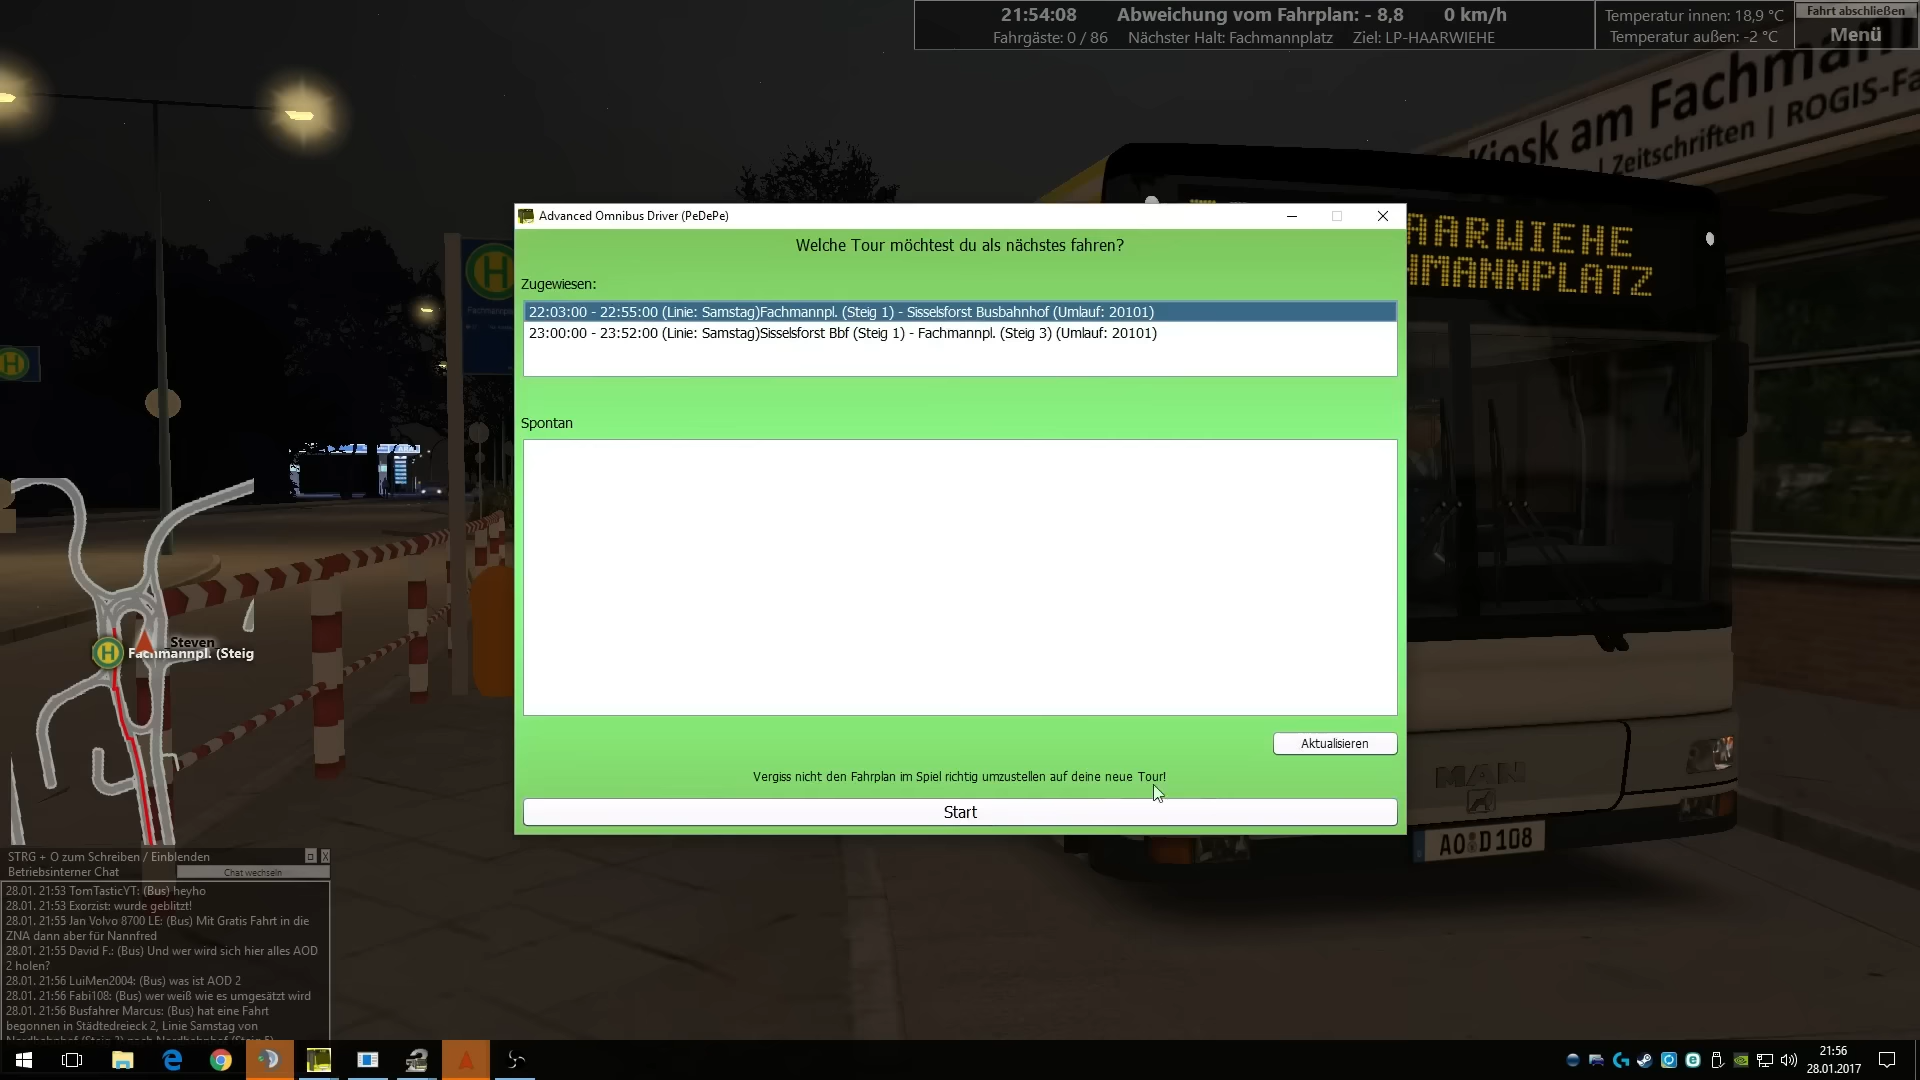 21:54:08 Abweichung vom Fahrplan: - 8,8 0 km/h
Fahrgäste: 0 / 86 Nächster Halt: Fachmannplatz Ziel: LP-HAARWIEHE
Temperatur innen: 18,9 °C
Temperatur außen: -2 °C
Fahrt abschließen
Menü
Kiosk am Fachman
| Zeitschriften | ROGIS-Fa
AARWIEHE
HMANNPLATZ
Advanced Omnibus Driver (PeDePe)
Welche Tour möchtest du als nächstes fahren?
Zugewiesen:
22:03:00 - 22:55:00 (Linie: Samstag)Fachmannpl. (Steig 1) - Sisselsforst Busbahnhof (Umlauf: 20101)
23:00:00 - 23:52:00 (Linie: Samstag)Sisselsforst Bbf (Steig 1) - Fachmannpl. (Steig 3) (Umlauf: 20101)
Spontan
Aktualisieren
Vergiss nicht den Fahrplan im Spiel richtig umzustellen auf deine neue Tour!
Start
H
Fachmannpl
H
Steven
H Fachmannpl. (Steig
MAN
AO D 108
STRG + O zum Schreiben / Einblenden
Betriebsinterner Chat
Chat wechseln
28.01. 21:53 TomTasticYT: (Bus) heyho
28.01. 21:53 Exorzist: wurde geblitzt!
28.01. 21:55 Jan Volvo 8700 LE: (Bus) Mit Gratis Fahrt in die
ZNA dann aber für Nannfred
28.01. 21:55 David F.: (Bus) Und wer wird sich hier alles AOD
2 holen?
28.01. 21:56 LuiMen2004: (Bus) was ist AOD 2
28.01. 21:56 Fabi108: (Bus) wer weiß wie es umgesätzt wird
28.01. 21:56 Busfahrer Marcus: (Bus) hat eine Fahrt
begonnen in Städtedreieck 2, Linie Samstag von
21:56
28.01.2017